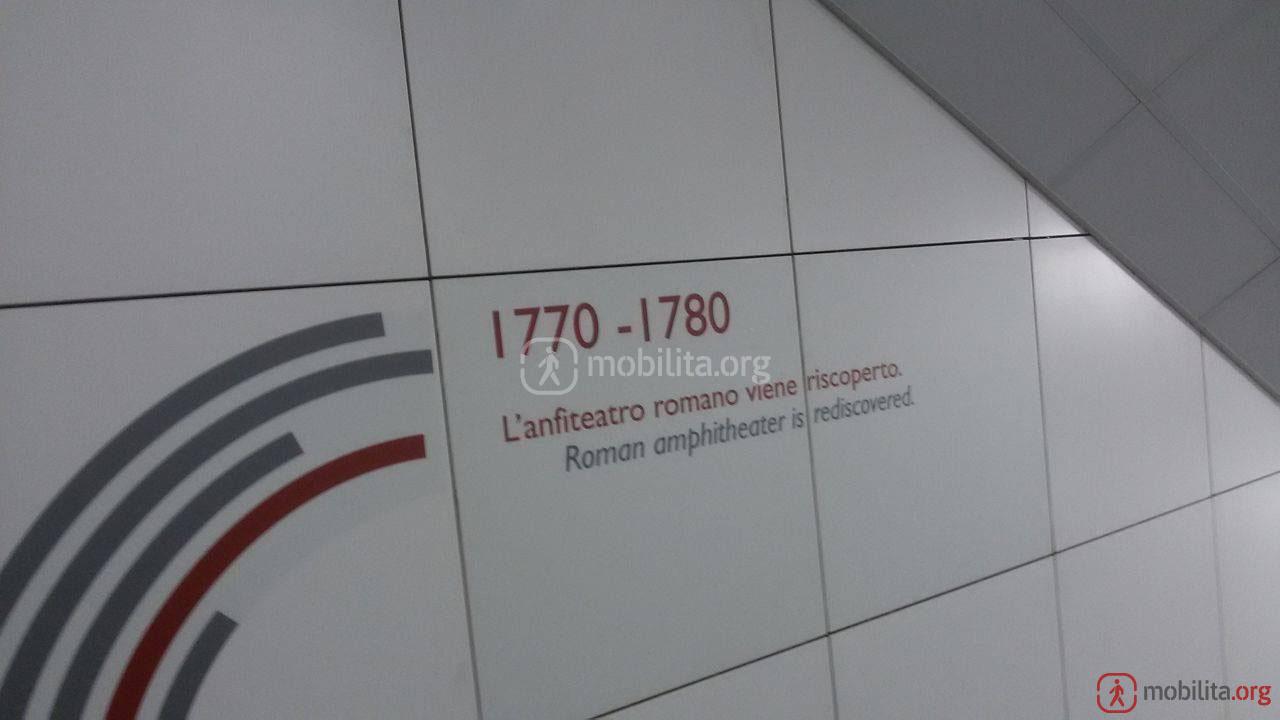 1770 -1780
mobilita.org
L'anfiteatro romano viene riscoperto.
Roman amphitheater is rediscovered.
mobilita.org